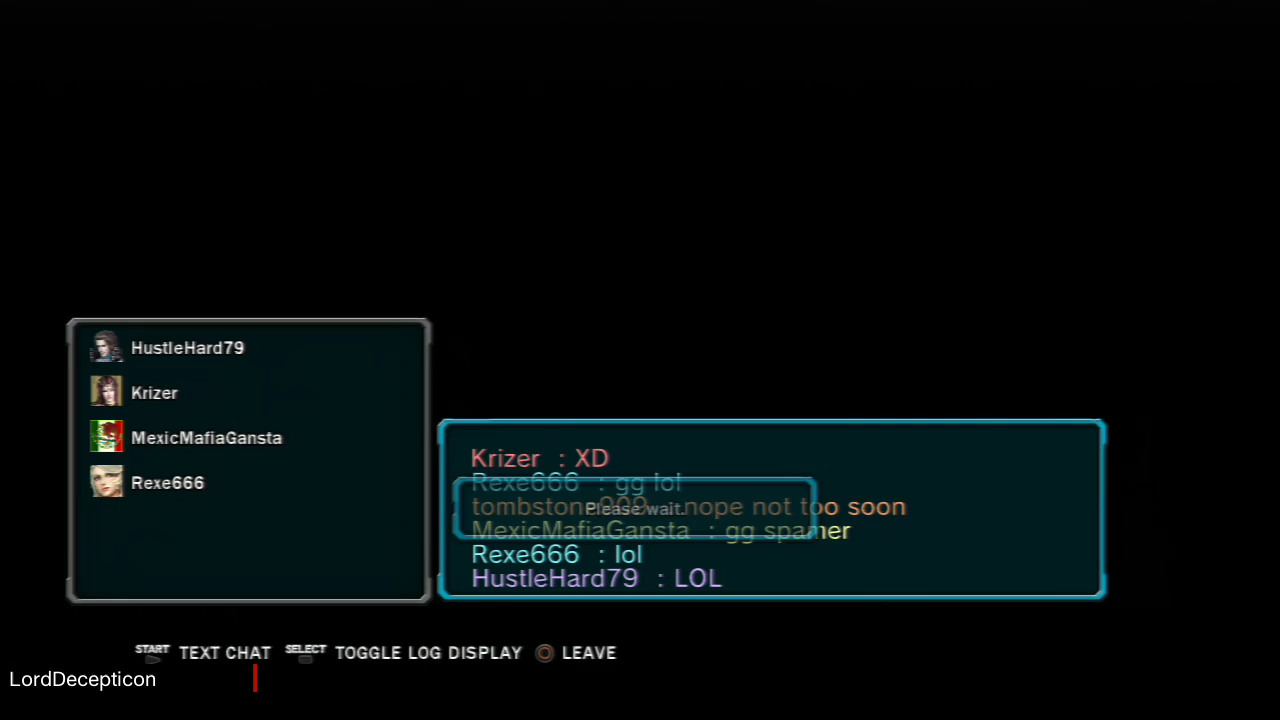 HustleHard79
Krizer
MexicMafiaGansta
Rexe666
Krizer : XD
Rexe666 : gg lol
nope not too soon
Please wait.
MexicMafiaGansta : gg spamer
Rexe666 : lol
HustleHard79 : LOL
START TEXT CHAT SELECT TOGGLE LOG DISPLAY LEAVE
LordDecepticon